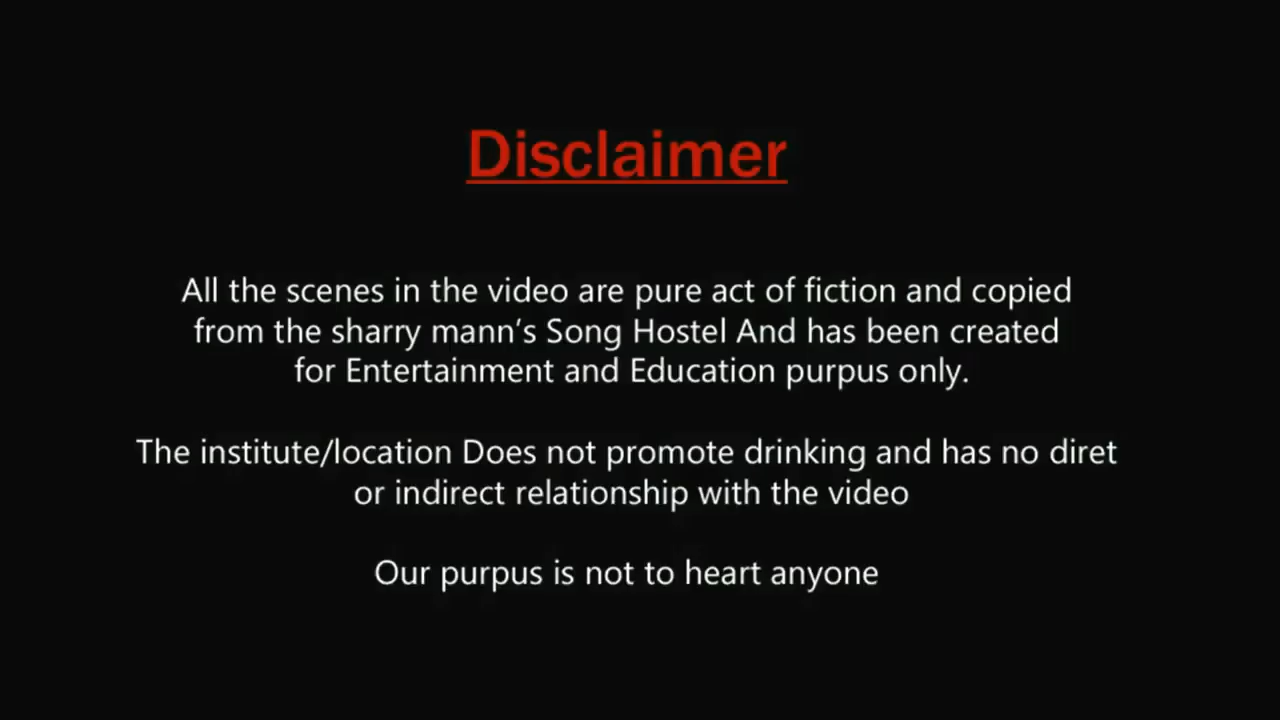 Disclaimer
All the scenes in the video are pure act of fiction and copied
from the sharry mann's Song Hostel And has been created
for Entertainment and Education purpus only.
The institute/location Does not promote drinking and has no diret
or indirect relationship with the video
Our purpus is not to heart anyone